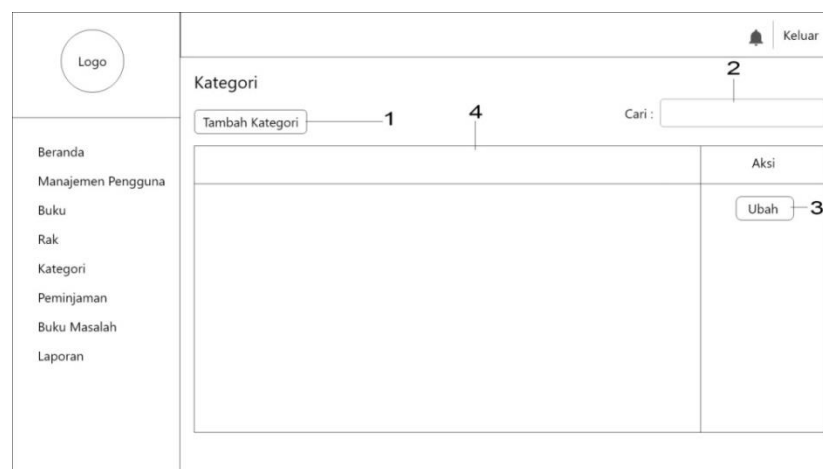 Logo
Keluar
Kategori
2
Tambah Kategori
1
4
Cari :
Beranda
Manajemen Pengguna
Buku
Rak
Kategori
Peminjaman
Buku Masalah
Laporan
Aksi
Ubah
3